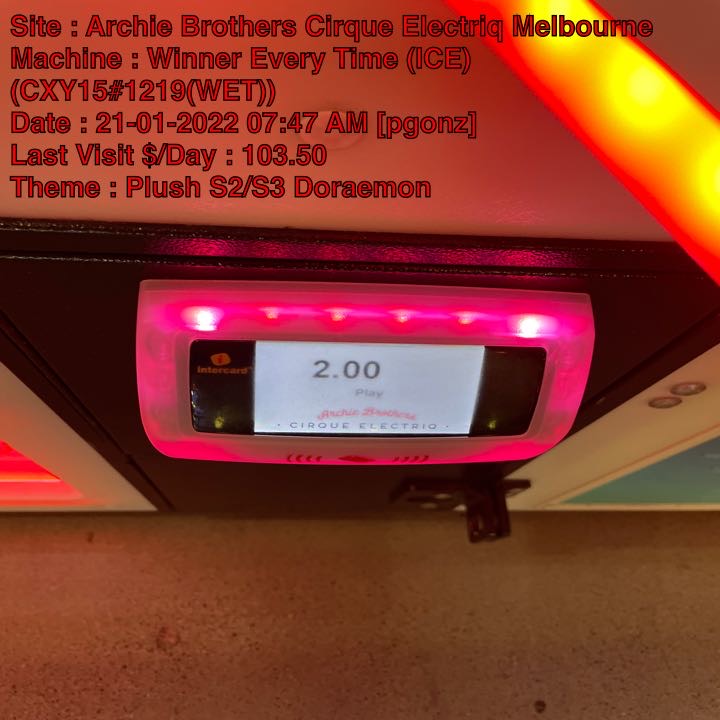 Site : Archie Brothers Cirque Electriq Melbourne
Machine : Winner Every Time (ICE)
(CXY15#1219(WET))
Date : 21-01-2022 07:47 AM [pgonz]
Last Visit $/Day : 103.50
Theme : Plush S2/S3 Doraemon
intercard
2.00
Play
Archie Brothers
· CIRQUE ELECTRIQ ·